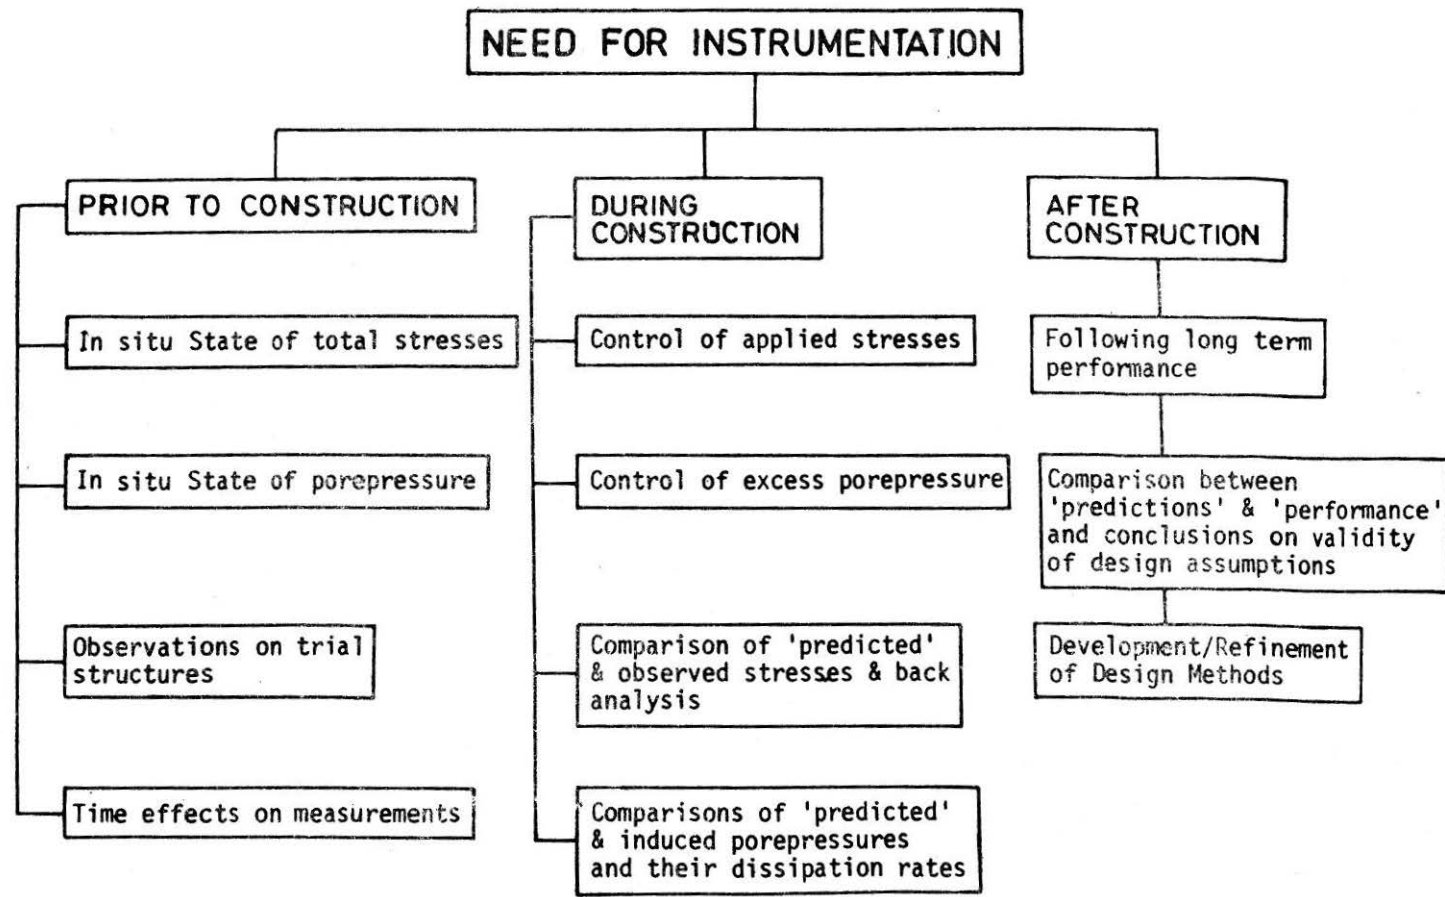 NEED FOR INSTRUMENTATION
PRIOR TO CONSTRUCTION
In situ State of total stresses
In situ State of porepressure
Observations on trial
structures
Time effects on measurements
DURING
CONSTRUCTION
Control of applied stresses
Control of excess porepressure
Comparison of 'predicted'
& observed stresses & back
analysis
Comparisons of 'predicted'
& induced porepressures
and their dissipation rates
AFTER
CONSTRUCTION
Following long term
performance
Comparison between
'predictions' & 'performance'
and conclusions on validity
of design assumptions
Development/Refinement
of Design Methods